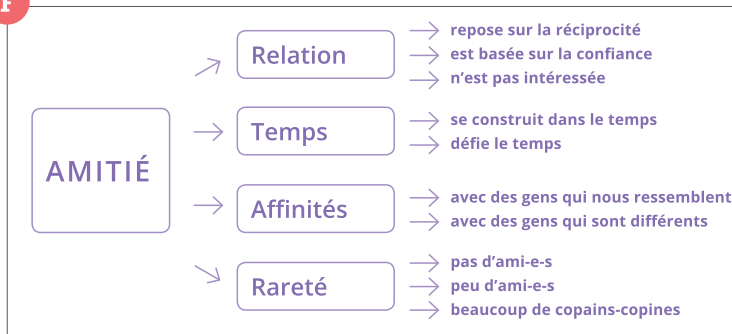 F
AMITIÉ
Relation
repose sur la réciprocité
est basée sur la confiance
n'est pas intéressée
Temps
se construit dans le temps
défie le temps
Affinités
avec des gens qui nous ressemblent
avec des gens qui sont différents
Rareté
pas d'ami-e-s
peu d'ami-e-s
beaucoup de copains-copines